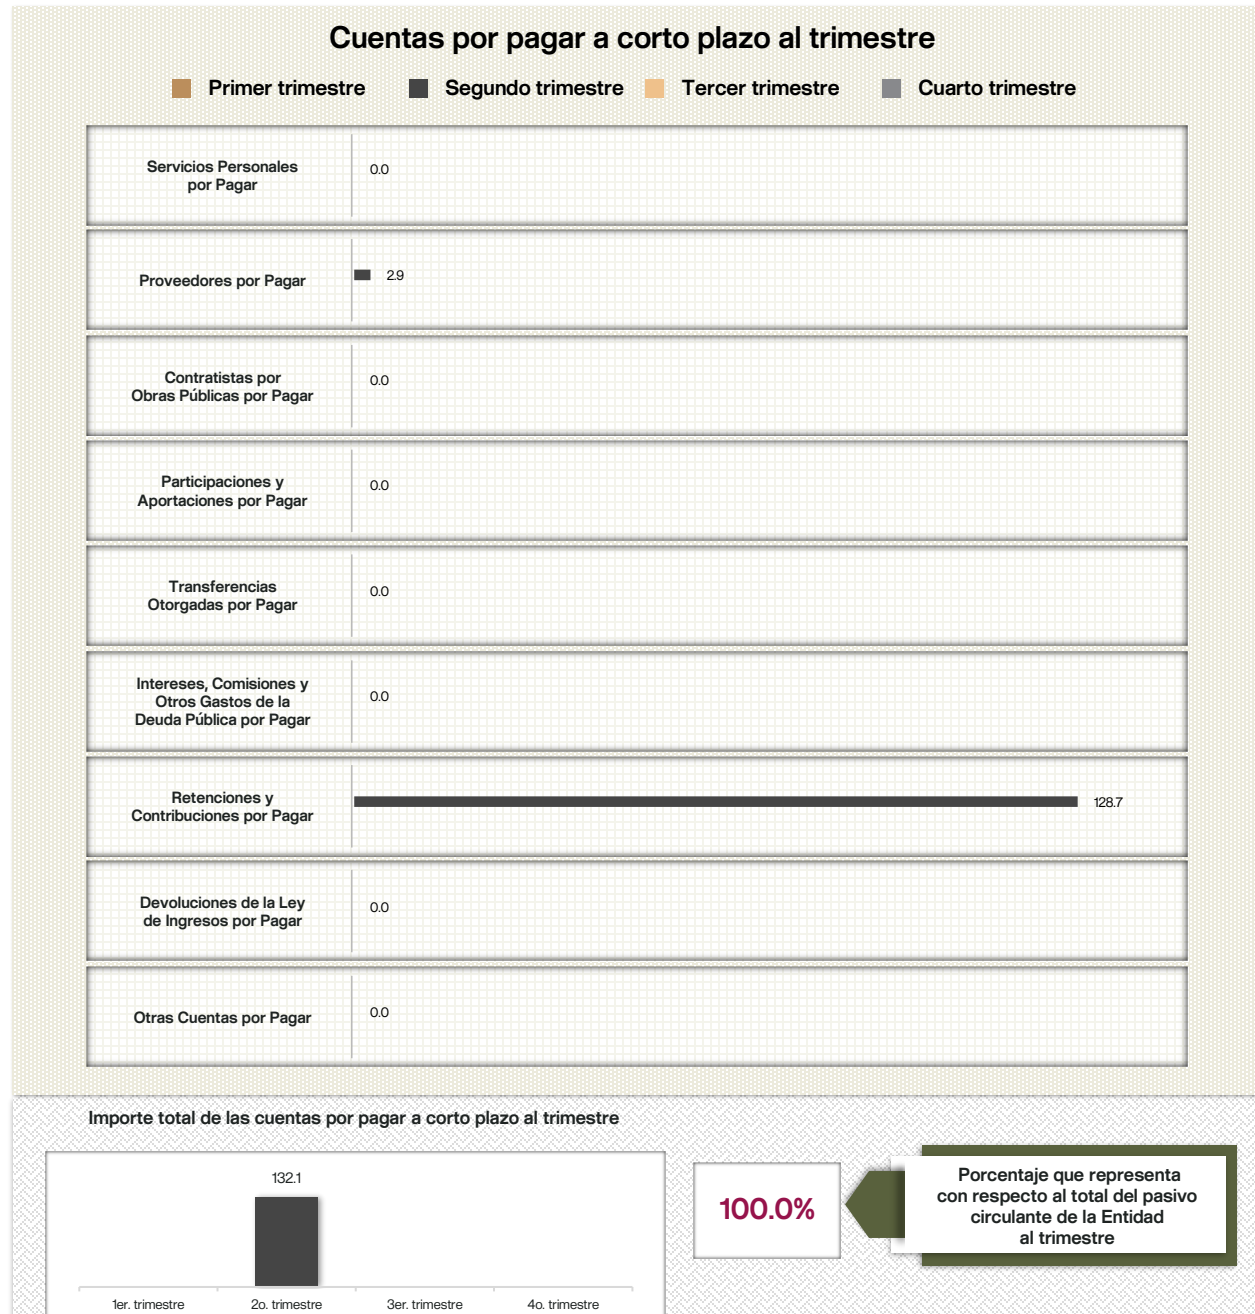 Cuentas por pagar a corto plazo al trimestre
Primer trimestre Segundo trimestre Tercer trimestre Cuarto trimestre
Servicios Personales
por Pagar
0.0
Proveedores por Pagar
2.9
Contratistas por
Obras Públicas por Pagar
0.0
Participaciones y
Aportaciones por Pagar
0.0
Transferencias
Otorgadas por Pagar
0.0
Intereses, Comisiones y
Otros Gastos de la
Deuda Pública por Pagar
0.0
Retenciones y
Contribuciones por Pagar
128.7
Devoluciones de la Ley
de Ingresos por Pagar
0.0
Otras Cuentas por Pagar
0.0
Importe total de las cuentas por pagar a corto plazo al trimestre
132.1
1er. trimestre 2o. trimestre 3er. trimestre 4o. trimestre
100.0%
Porcentaje que representa
con respecto al total del pasivo
circulante de la Entidad
al trimestre